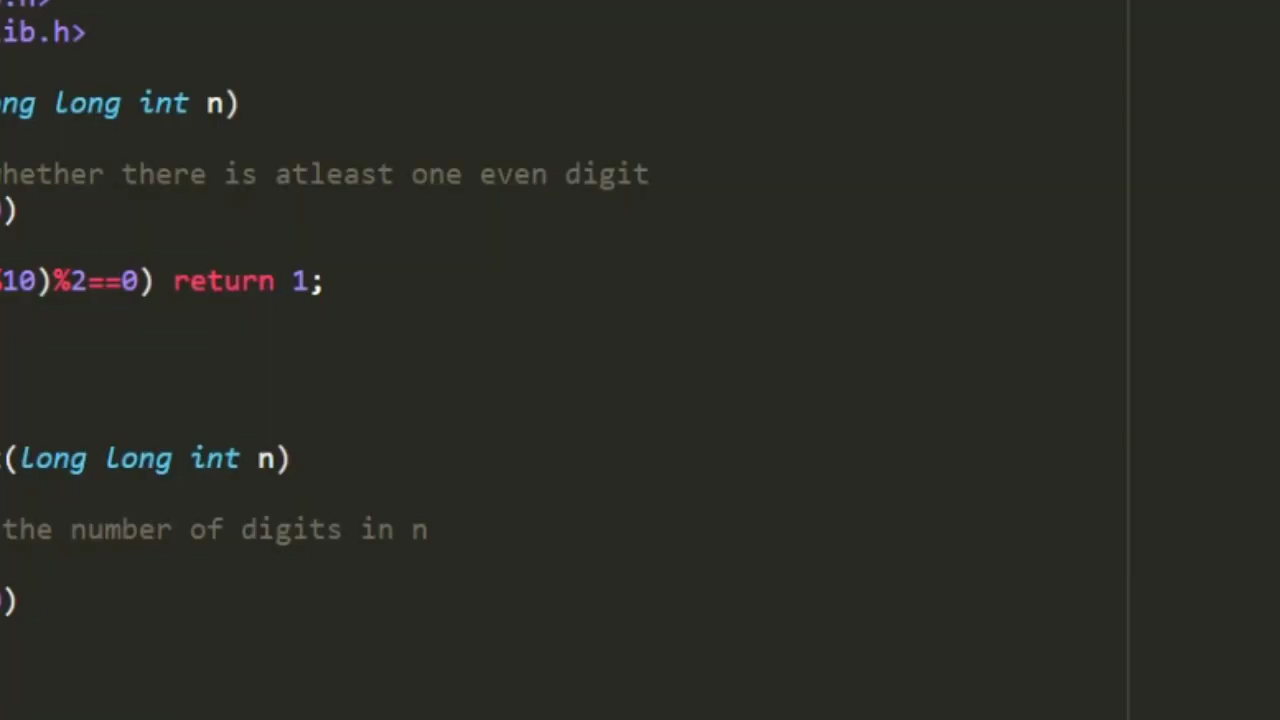 .h>
ib.h>
ng long int n)
hether there is atleast one even digit
)
%10)%2==0) return 1;
(long long int n)
the number of digits in n
)